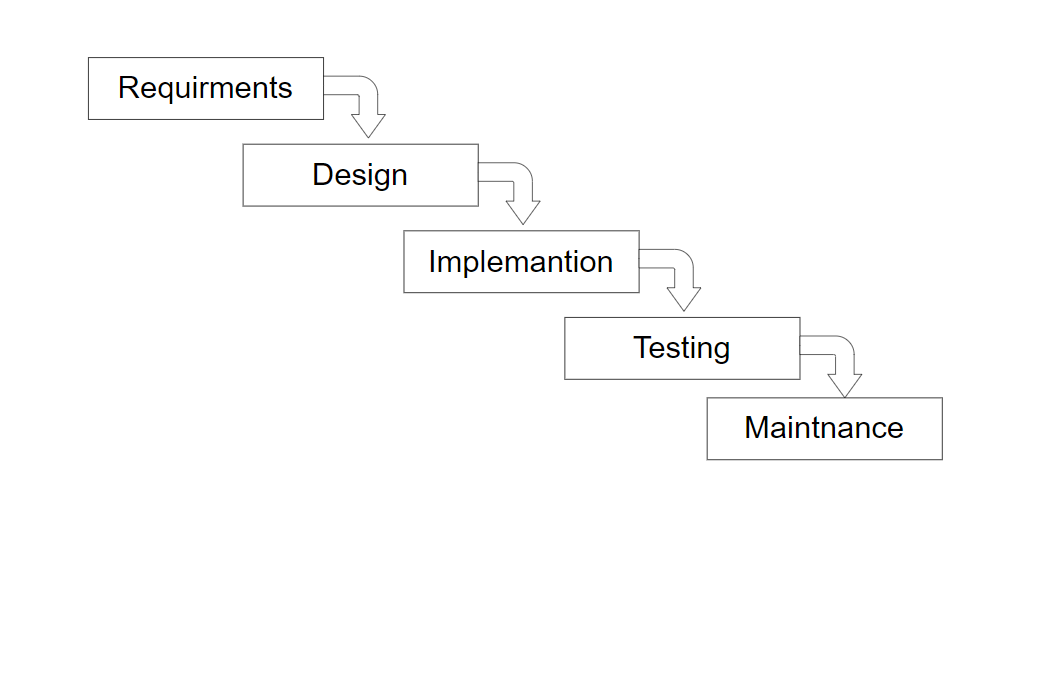 Requirments
Design
Implemantion
Testing
Maintnance